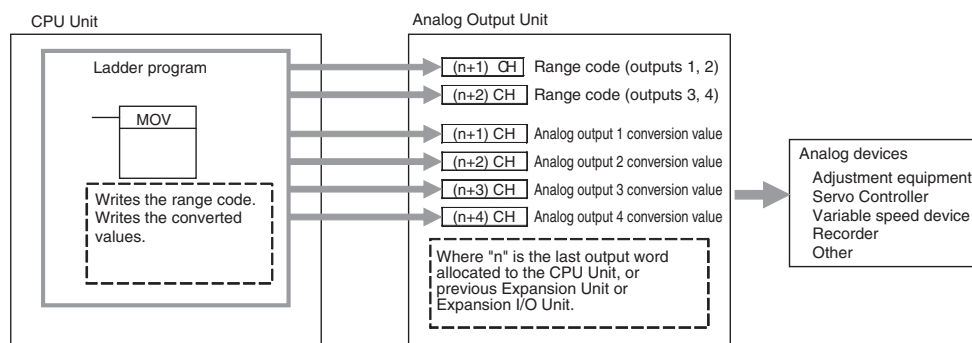 CPU Unit
Ladder program
MOV
Writes the range code.
Writes the converted
values.
Analog Output Unit
(n+1) CH Range code (outputs 1, 2)
(n+2) CH Range code (outputs 3, 4)
(n+1) CH Analog output 1 conversion value
(n+2) CH Analog output 2 conversion value
(n+3) CH Analog output 3 conversion value
(n+4) CH Analog output 4 conversion value
Where "n" is the last output word
allocated to the CPU Unit, or
previous Expansion Unit or
Expansion I/O Unit.
Analog devices
Adjustment equipment
Servo Controller
Variable speed device
Recorder
Other